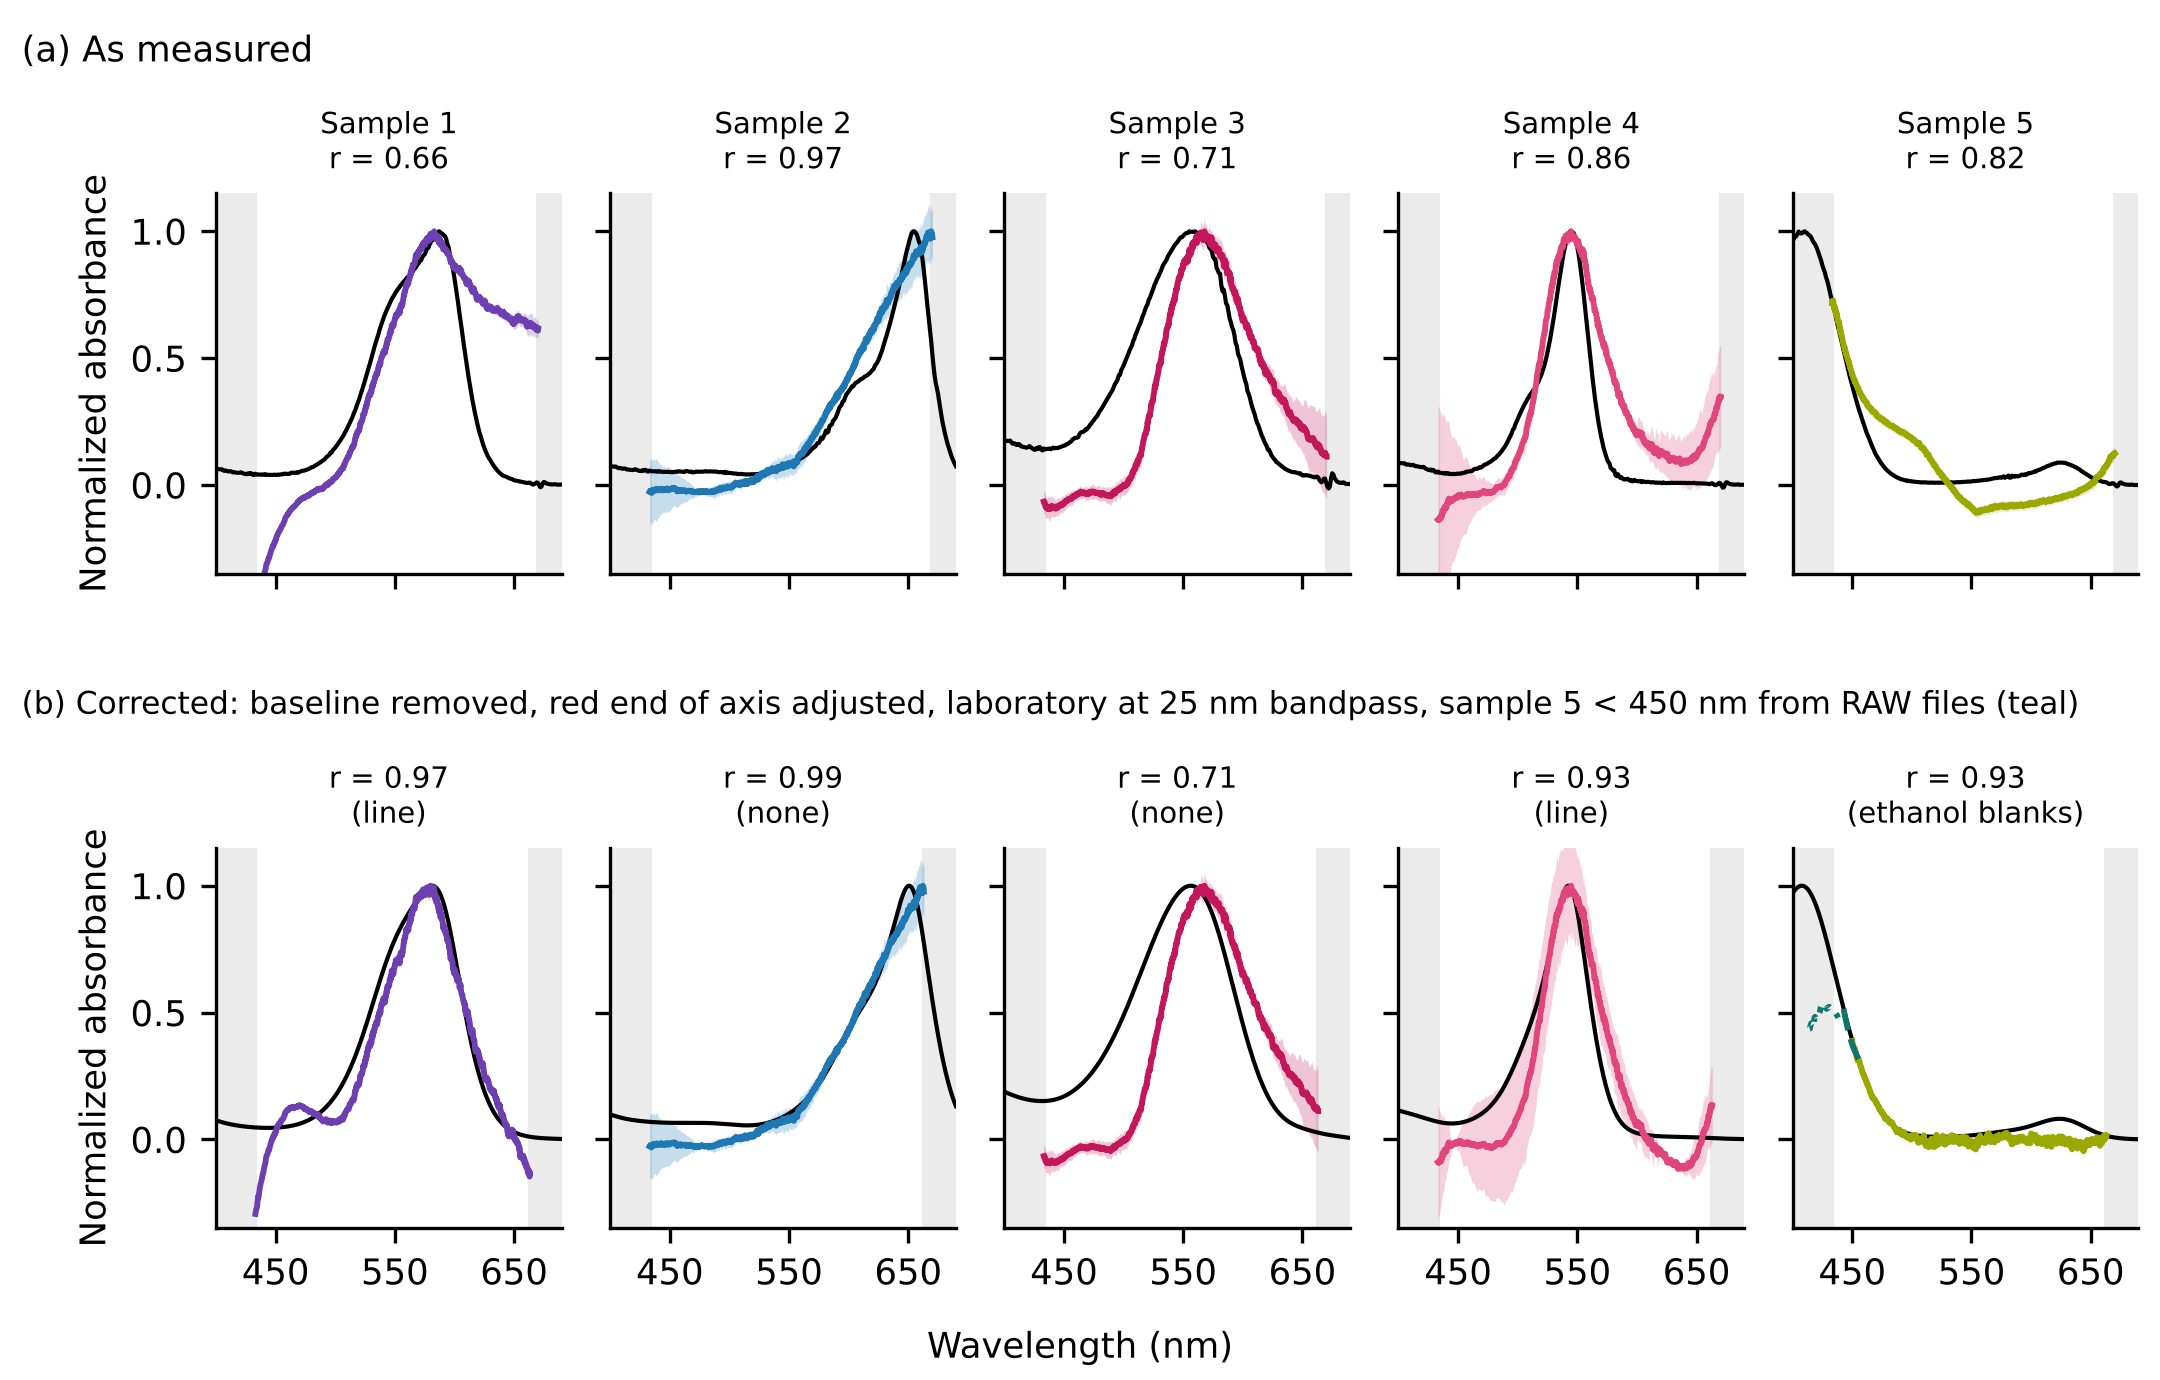 (a) As measured
Sample 1
r = 0.66
Sample 2
r = 0.97
Sample 3
r = 0.71
Sample 4
r = 0.86
Sample 5
r = 0.82
Normalized absorbance
1.0
0.5
0.0
(b) Corrected: baseline removed, red end of axis adjusted, laboratory at 25 nm bandpass, sample 5 < 450 nm from RAW files (teal)
r = 0.97
(line)
r = 0.99
(none)
r = 0.71
(none)
r = 0.93
(line)
r = 0.93
(ethanol blanks)
Normalized absorbance
1.0
0.5
0.0
450 550 650
450 550 650
450 550 650
450 550 650
450 550 650
Wavelength (nm)